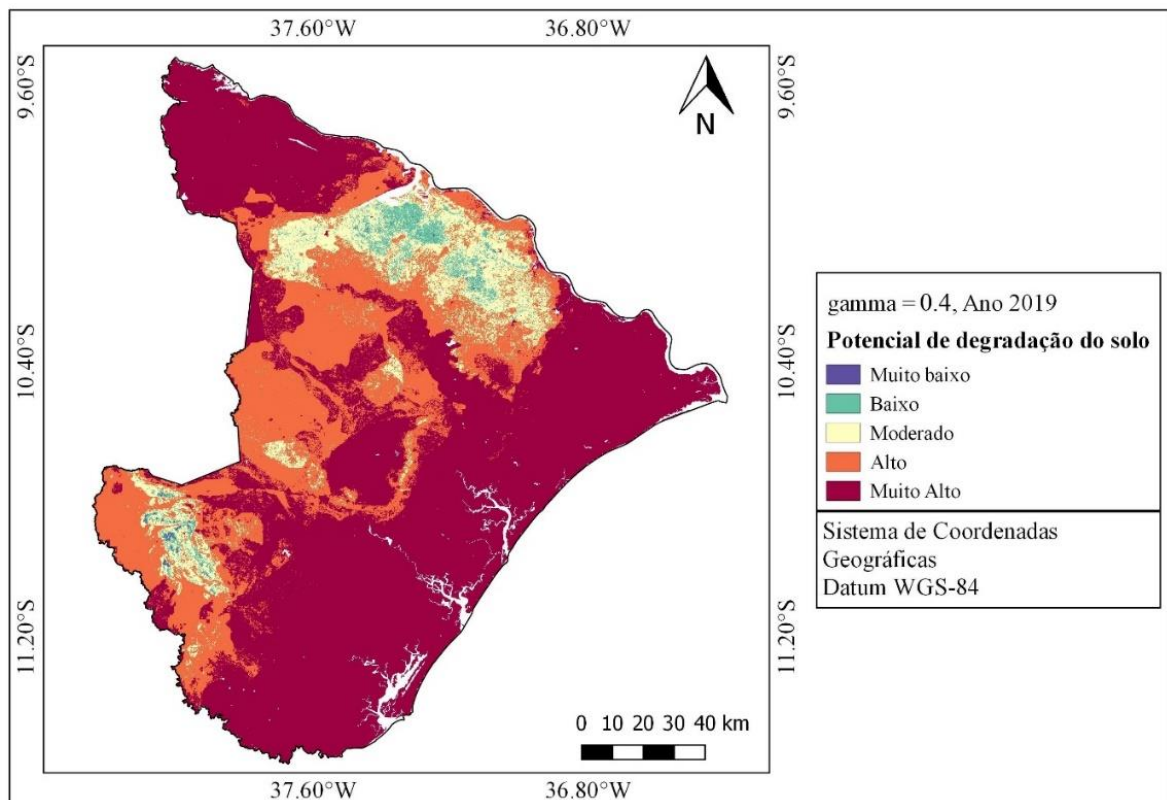 37.60°W 36.80°W
9.60°S 9.60°S
N
10.40°S 10.40°S
gamma = 0.4, Ano 2019
Potencial de degradação do solo
Muito baixo
Baixo
Moderado
Alto
Muito Alto
Sistema de Coordenadas
Geográficas
Datum WGS-84
11.20°S 11.20°S
0 10 20 30 40 km
37.60°W 36.80°W